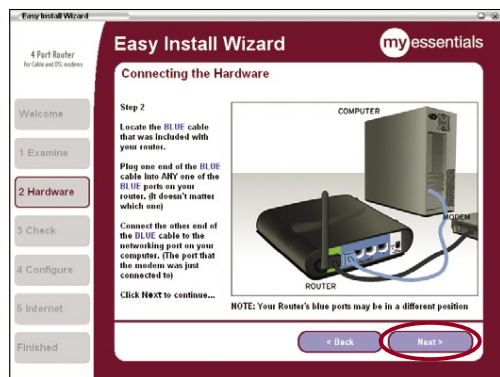 Easy Install Wizard
4 Port Router
for Cable and DSL modems
Easy Install Wizard
myessentials
Connecting the Hardware
Welcome
1 Examine
2 Hardware
3 Check
4 Configure
5 Internet
Finished
Step 2
Locate the BLUE cable
that was included with
your router.
Plug one end of the BLUE
cable into ANY one of the
BLUE ports on your
router. (It doesn't matter
which one)
Connect the other end of
the BLUE cable to the
networking port on your
computer. (The port that
the modem was just
connected to)
Click Next to continue...
COMPUTER
MODEM
ROUTER
NOTE: Your Router's blue ports may be in a different position
< Back
Next >